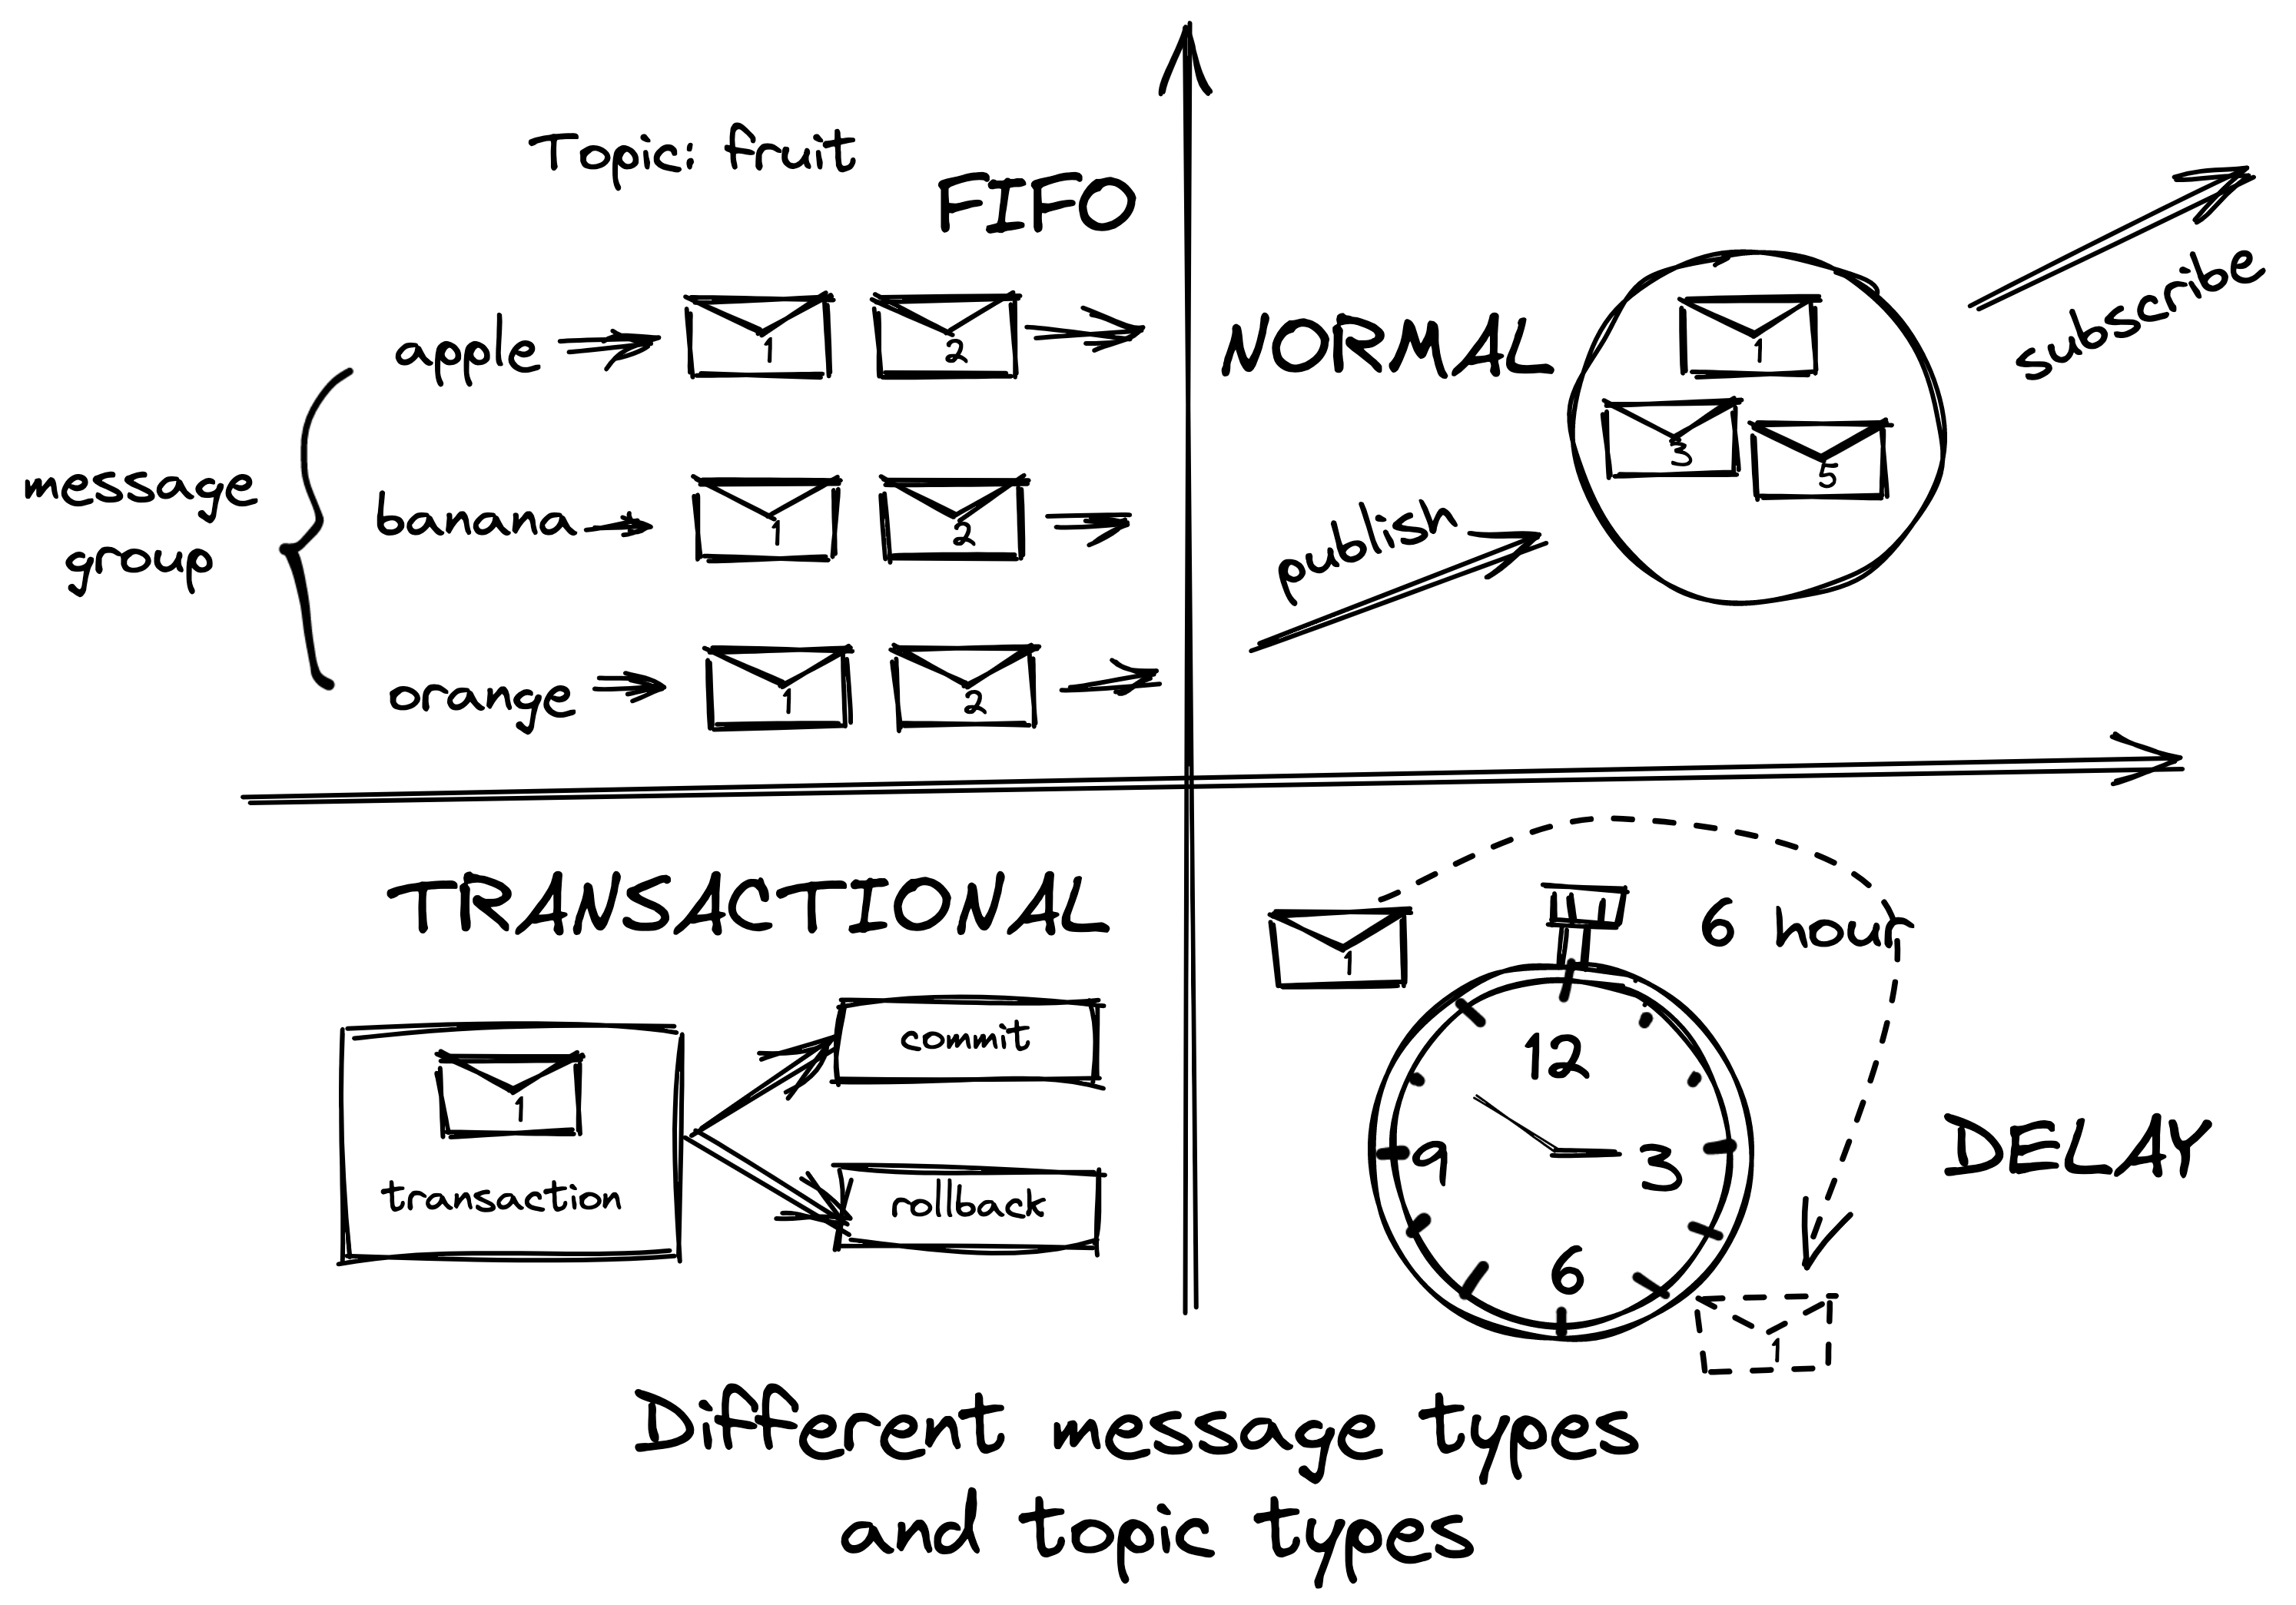 Topic: fruit
FIFO
apple
1
2
message
group
banana
1
2
orange
1
2
NORMAL
1
3
5
publish
subscribe
TRANSACTIONAL
1
transaction
commit
rollback
1
6 hour
12
9
3
6
DELAY
1
Different message types
and topic types